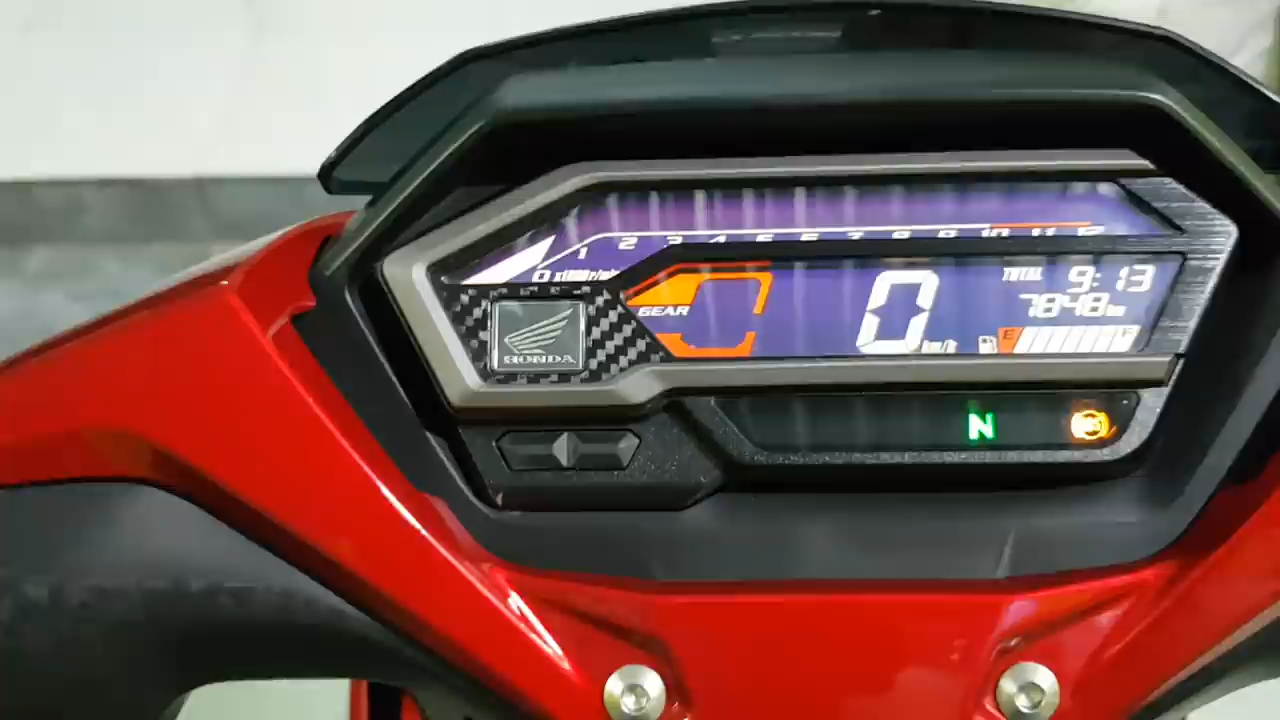 1 2 3 4 5 6 7 8 9 10 11 12
0 x1000r/min
GEAR
0 km/h
TOTAL 9:13
7848 km
E F
HONDA
N
ABS